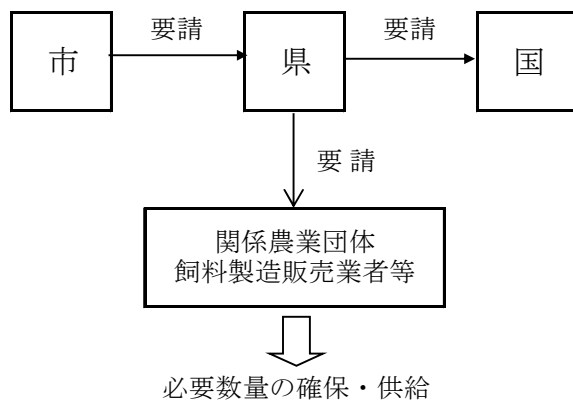 要請
要請
市
県
国
要請
関係農業団体
飼料製造販売業者等
必要数量の確保・供給